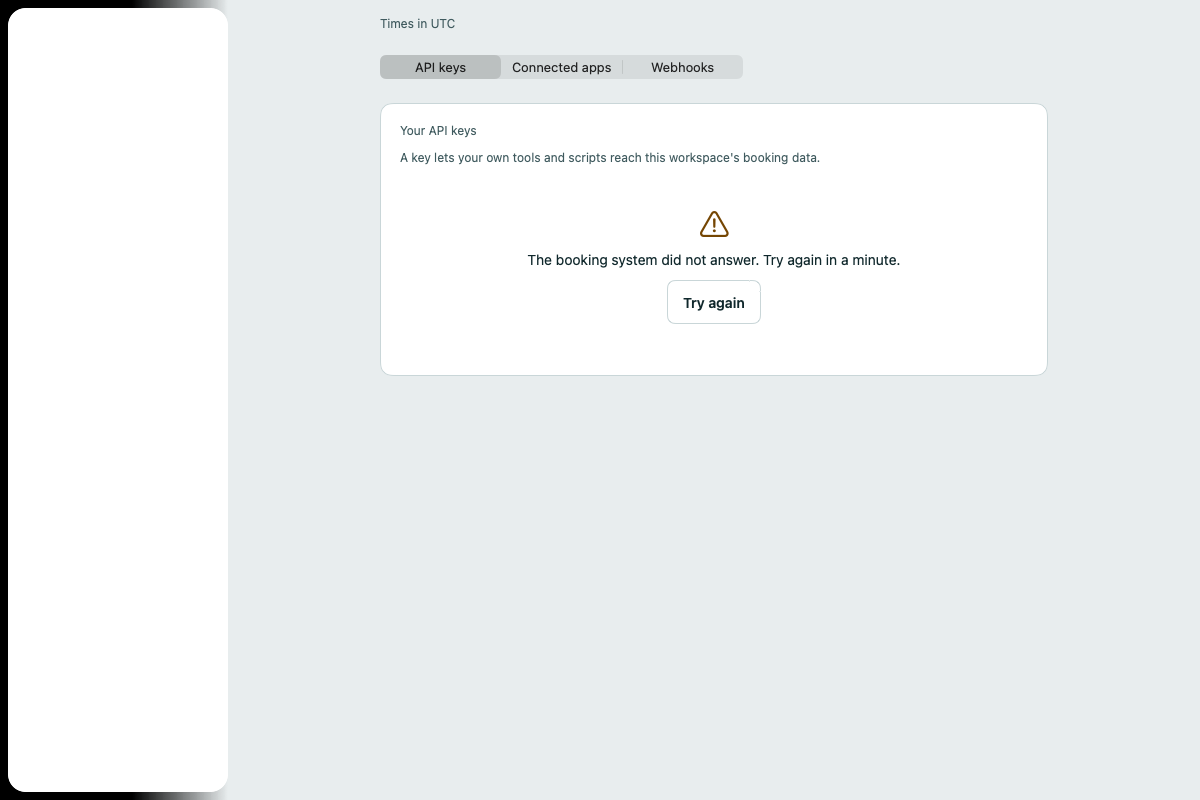 Times in UTC
API keys
Connected apps
Webhooks
Your API keys
A key lets your own tools and scripts reach this workspace's booking data.
The booking system did not answer. Try again in a minute.
Try again